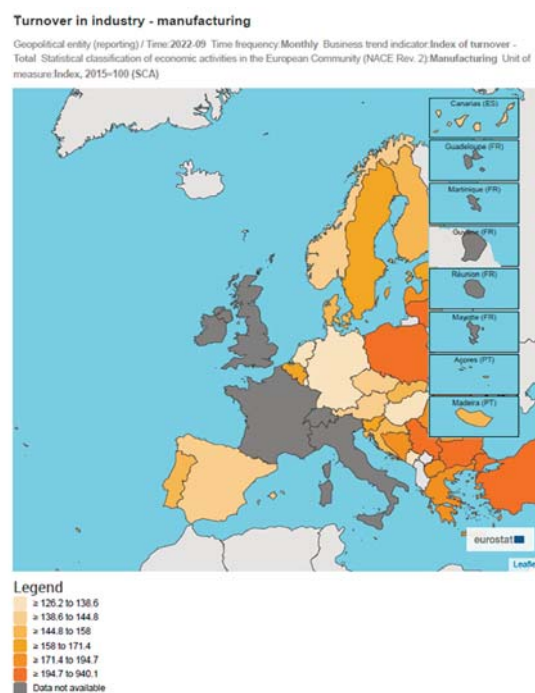 Turnover in industry - manufacturing
Geopolitical entity (reporting) / Time:2022-09 Time frequency:Monthly Business trend indicator:Index of turnover -
Total Statistical classification of economic activities in the European Community (NACE Rev. 2):Manufacturing Unit of
measure:Index, 2015=100 (SCA)
Canarias (ES)
Guadeloupe (FR)
Martinique (FR)
Guyane (FR)
Réunion (FR)
Mayotte (FR)
Açores (PT)
Madeira (PT)
eurostat
Leafle
Legend
≥ 126.2 to 138.6
≥ 138.6 to 144.8
≥ 144.8 to 158
≥ 158 to 171.4
≥ 171.4 to 194.7
≥ 194.7 to 940.1
Data not available